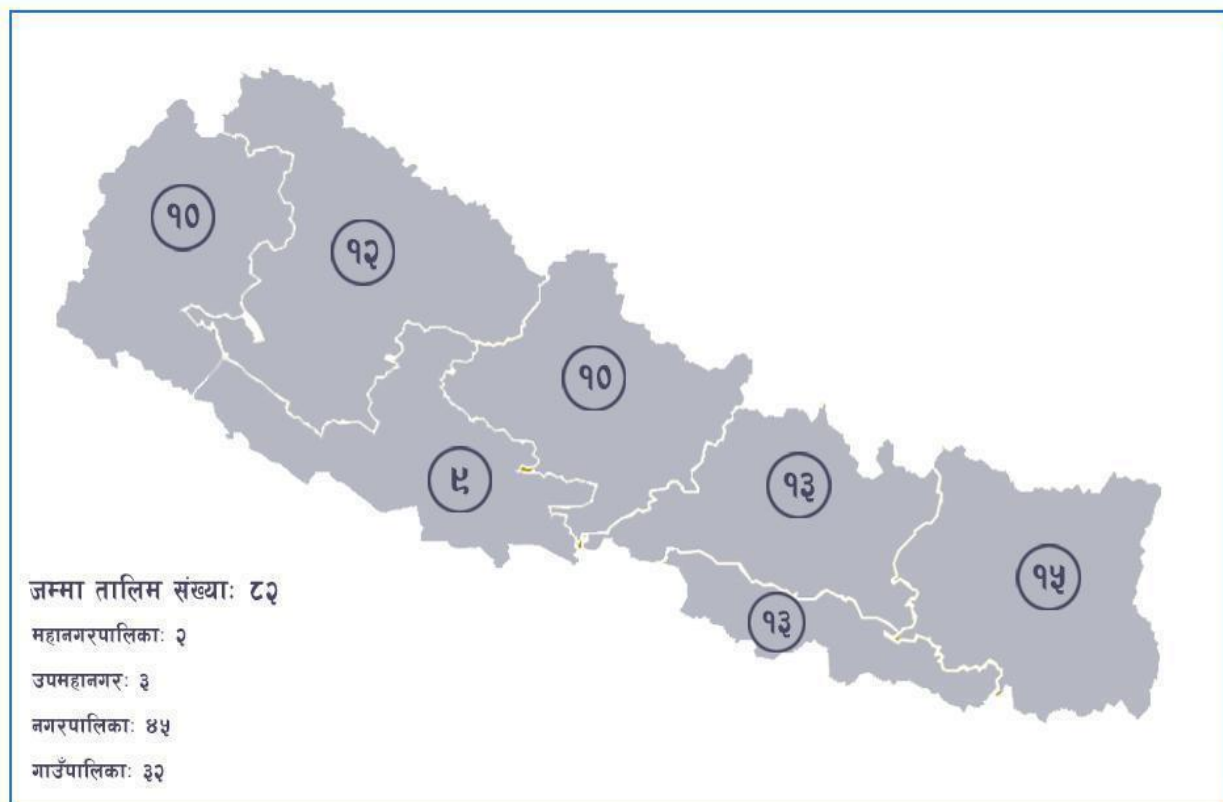 १०
१२
१०
९
१३
१५
१३
जम्मा तालिम संख्या: ८२
महानगरपालिका: २
उपमहानगर: ३
नगरपालिका: ४५
गाउँपालिका: ३२